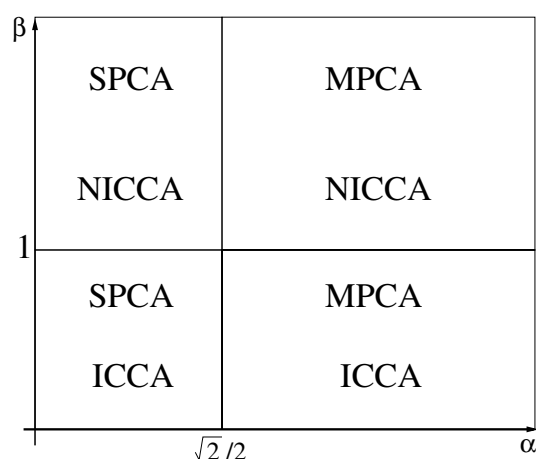 β
SPCA MPCA
NICCA NICCA
1
SPCA MPCA
ICCA ICCA
√2/2 α